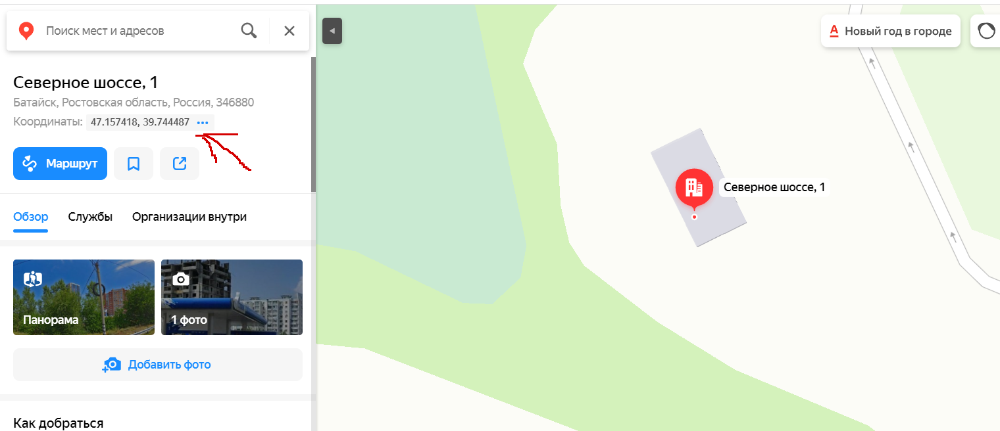 Поиск мест и адресов
Северное шоссе, 1
Батайск, Ростовская область, Россия, 346880
Координаты: 47.157418, 39.744487
Маршрут
Обзор Службы Организации внутри
Панорама
1 фото
Добавить фото
Как добраться
Новый год в городе
Северное шоссе, 1